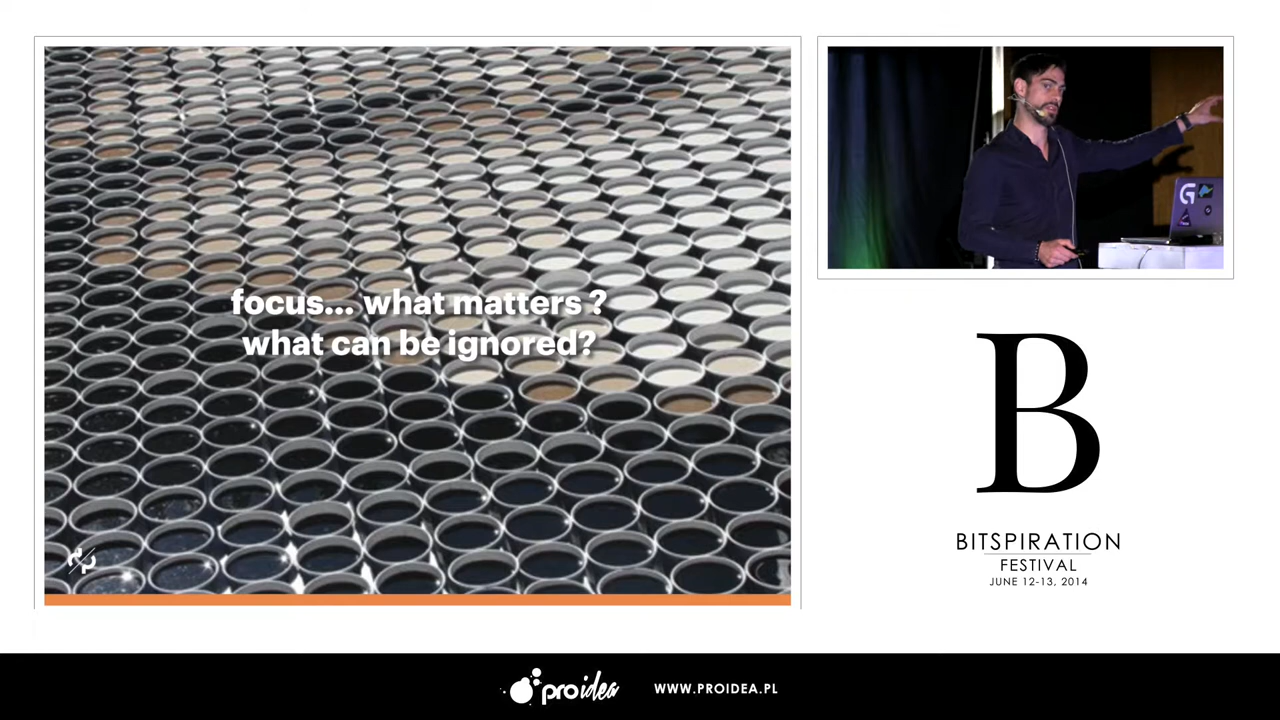 focus... what matters ?
what can be ignored?
G
B
BITSPIRATION
FESTIVAL
JUNE 12-13, 2014
proidea
WWW.PROIDEA.PL